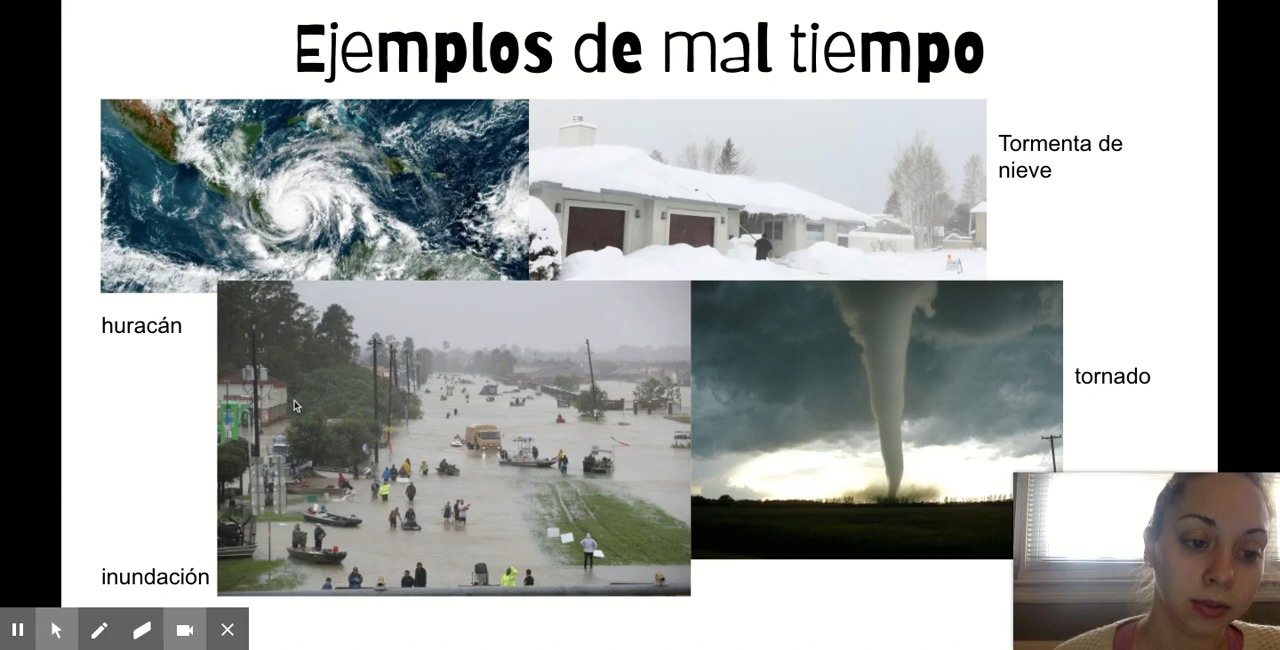 Ejemplos de mal tiempo
Tormenta de
nieve
huracán
tornado
inundación